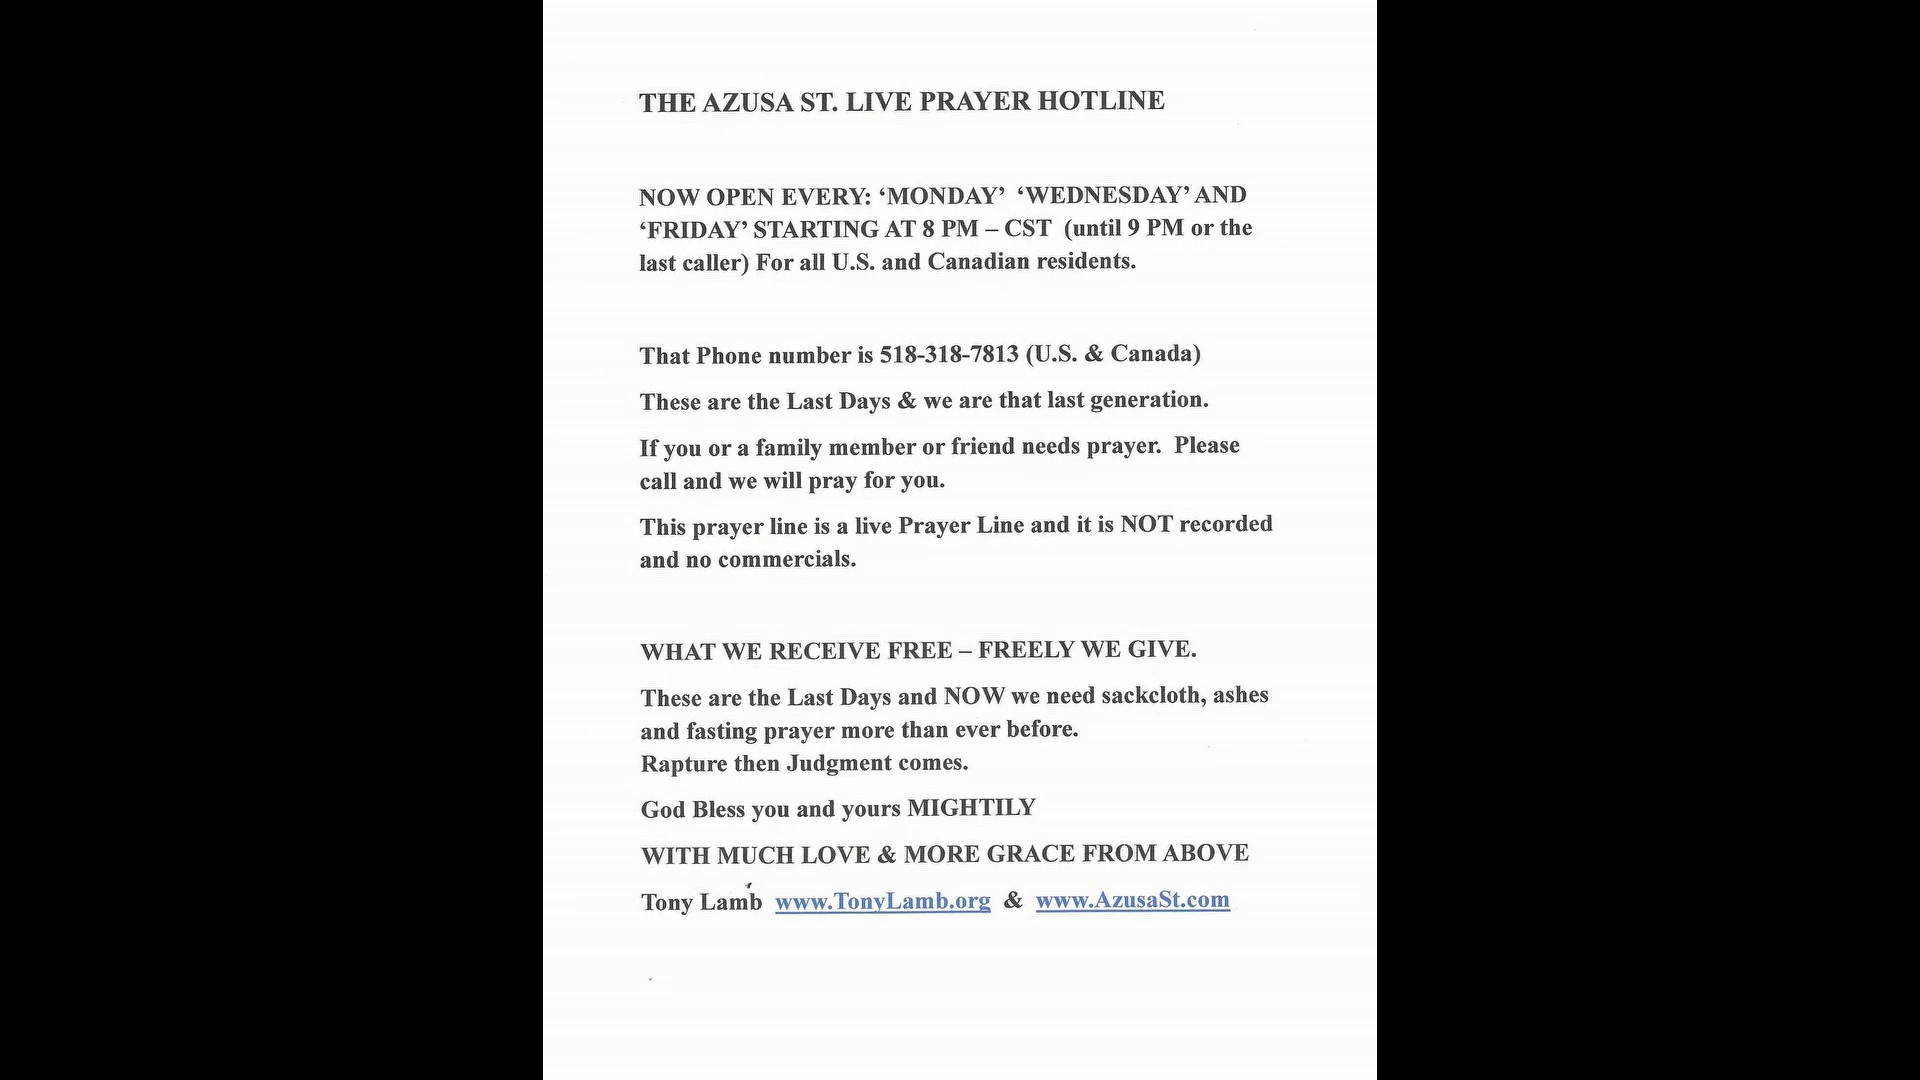 THE AZUSA ST. LIVE PRAYER HOTLINE
NOW OPEN EVERY: ‘MONDAY’ ‘WEDNESDAY’ AND
‘FRIDAY’ STARTING AT 8 PM – CST (until 9 PM or the
last caller) For all U.S. and Canadian residents.
That Phone number is 518-318-7813 (U.S. & Canada)
These are the Last Days & we are that last generation.
If you or a family member or friend needs prayer. Please
call and we will pray for you.
This prayer line is a live Prayer Line and it is NOT recorded
and no commercials.
WHAT WE RECEIVE FREE – FREELY WE GIVE.
These are the Last Days and NOW we need sackcloth, ashes
and fasting prayer more than ever before.
Rapture then Judgment comes.
God Bless you and yours MIGHTILY
WITH MUCH LOVE & MORE GRACE FROM ABOVE
Tony Lamb www.TonyLamb.org & www.AzusaSt.com